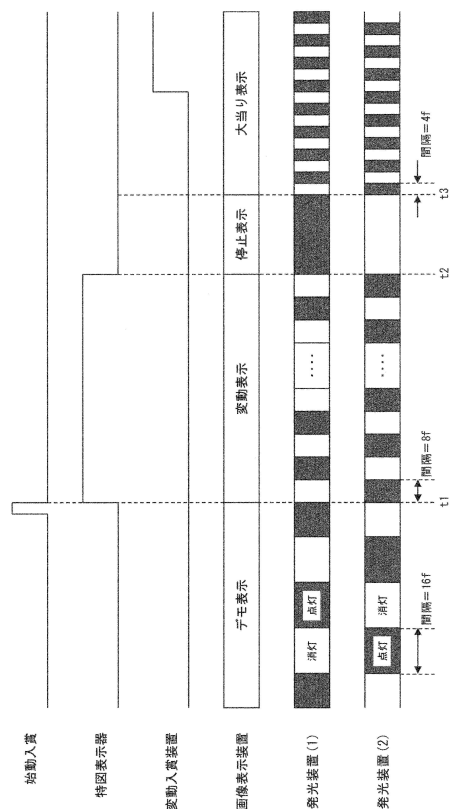 始動入賞
特図表示器
変動入賞装置
画像表示装置
デモ表示
変動表示
停止表示
大当り表示
発光装置(1)
消灯
点灯
‥‥
発光装置(2)
点灯
消灯
‥‥
間隔=16f
間隔=8f
間隔=4f
t1
t2
t3